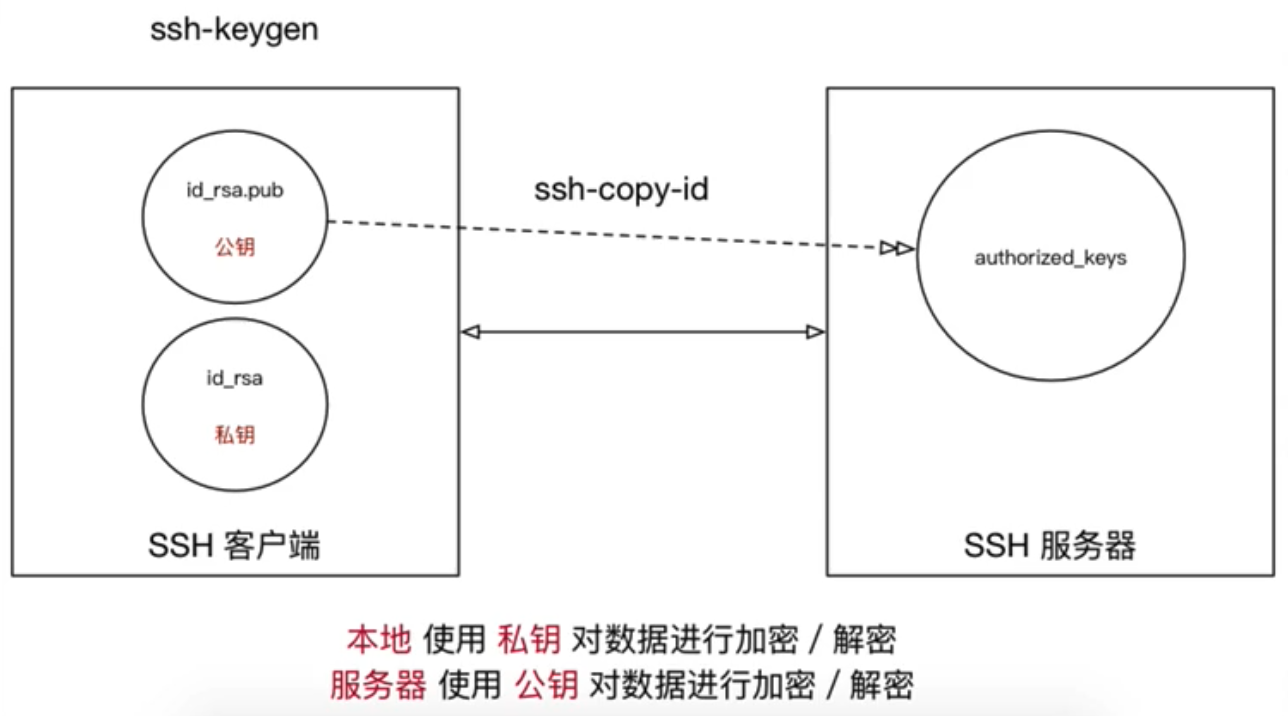 ssh-keygen
id_rsa.pub
公钥
ssh-copy-id
authorized_keys
id_rsa
私钥
SSH 客户端
SSH 服务器
本地 使用 私钥 对数据进行加密 / 解密
服务器 使用 公钥 对数据进行加密 / 解密